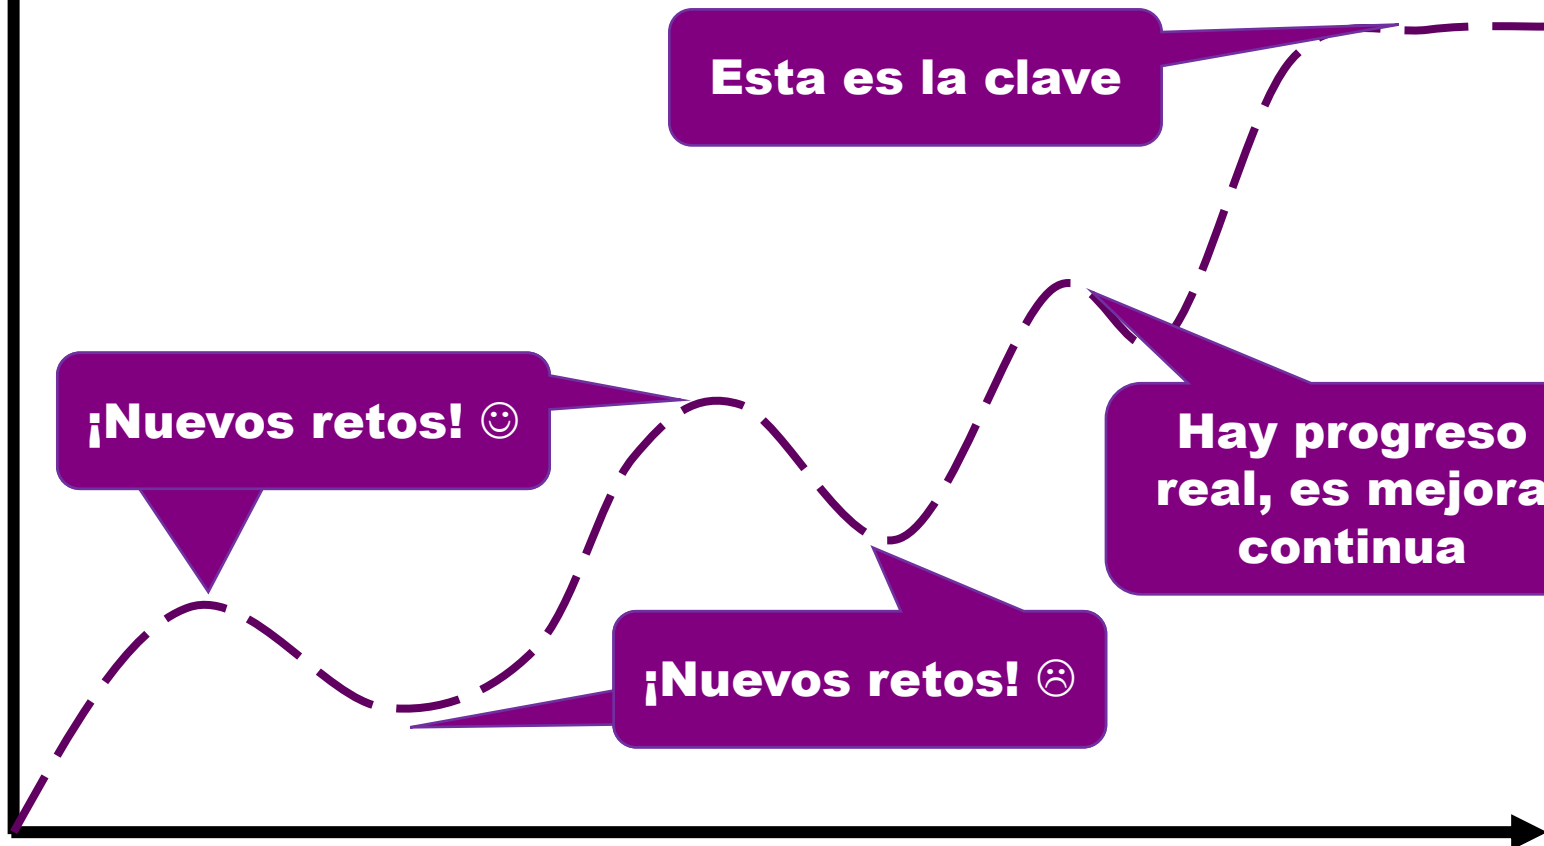 Esta es la clave
¡Nuevos retos! ☺
Hay progreso
real, es mejora
continua
¡Nuevos retos! ☹